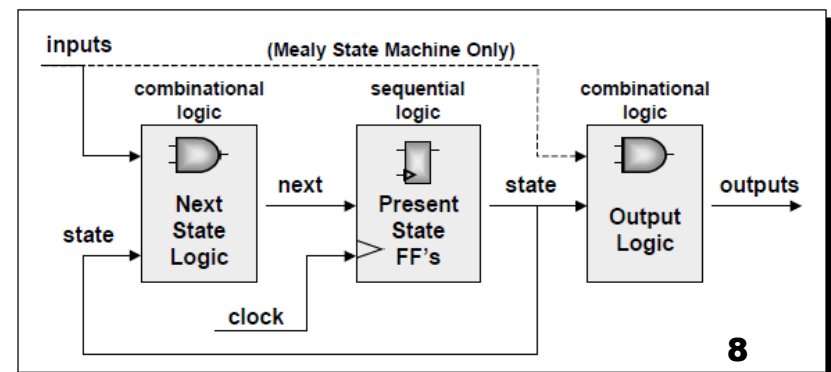 inputs
(Mealy State Machine Only)
combinational
logic
sequential
logic
combinational
logic
next
state
outputs
state
Next
State
Logic
Present
State
FF's
Output
Logic
clock
8